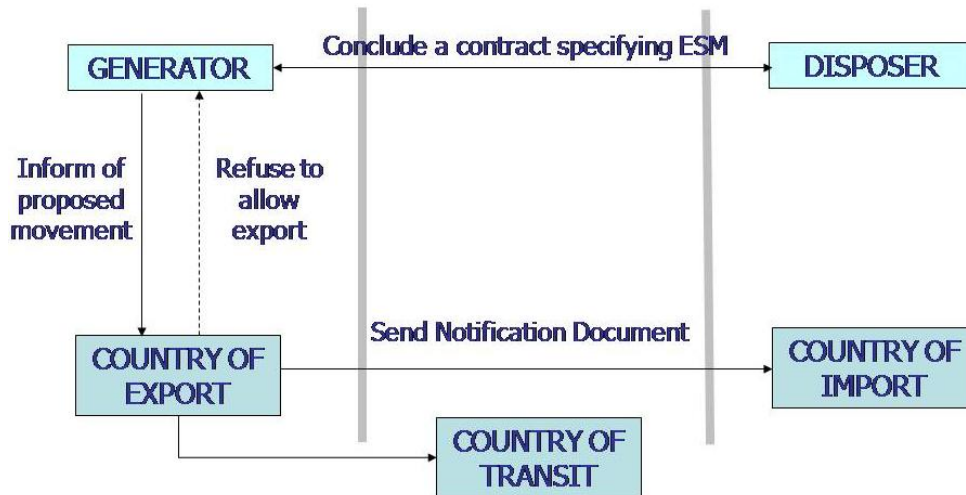 Conclude a contract specifying ESM
GENERATOR
DISPOSER
Inform of
proposed
movement
Refuse to
allow
export
Send Notification Document
COUNTRY OF
EXPORT
COUNTRY OF
IMPORT
COUNTRY OF
TRANSIT